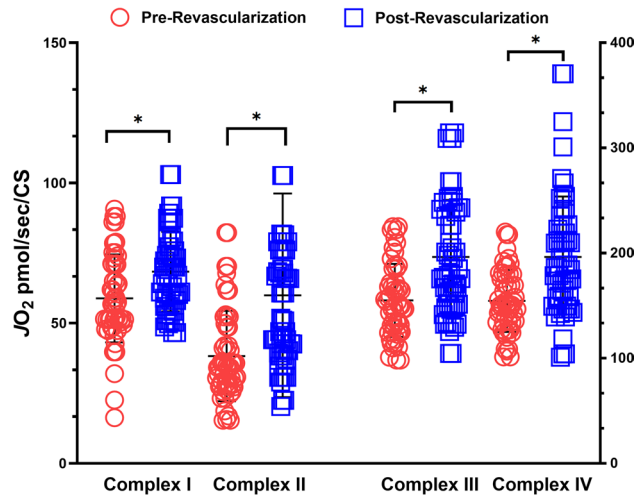 Pre-Revascularization Post-Revascularization
150 400
* * * *
300
100
200
50
100
0 0
JO2 pmol/sec/CS
Complex I Complex II Complex III Complex IV